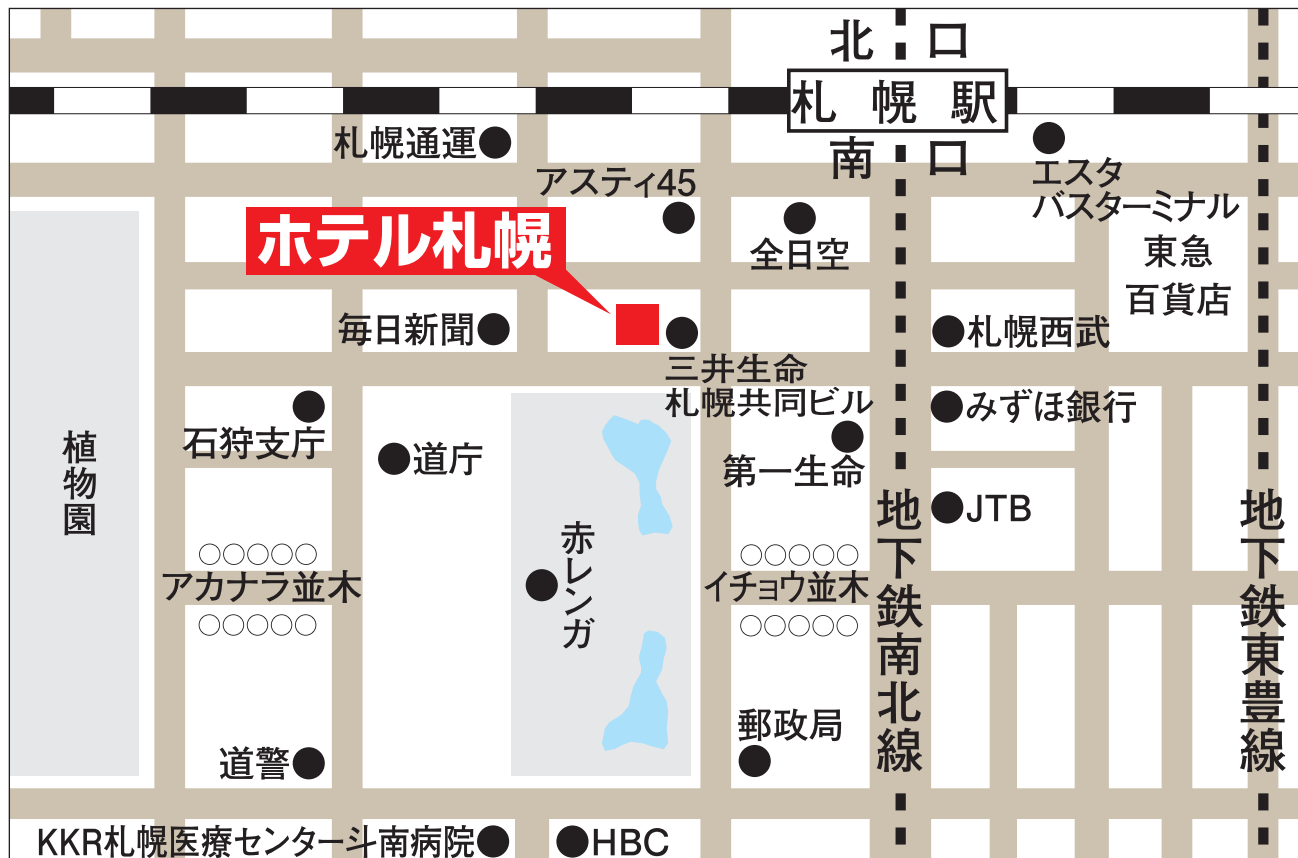 北口
札幌駅
南口
札幌通運
アスティ45
エスタ
バスターミナル
ホテル札幌
全日空
東急
百貨店
毎日新聞
札幌西武
三井生命
札幌共同ビル
みずほ銀行
石狩支庁
道庁
第一生命
植物園
JTB
地下鉄南北線
地下鉄東豊線
赤レンガ
アカナラ並木
イチョウ並木
郵政局
道警
KKR札幌医療センター斗南病院
HBC